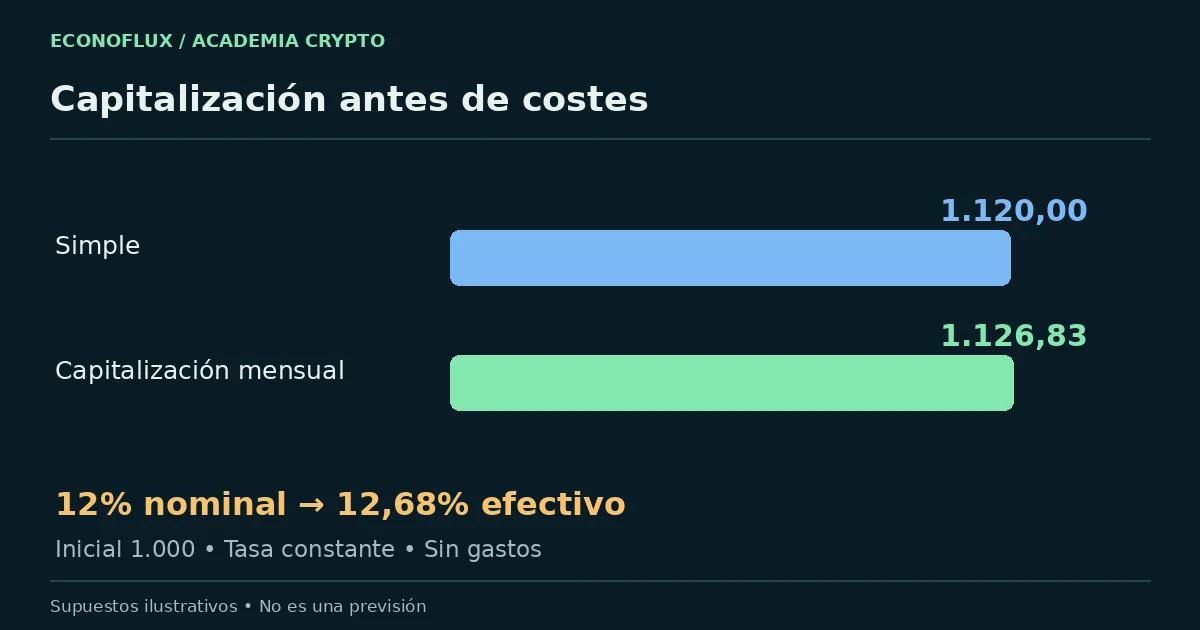 ECONOFLUX / ACADEMIA CRYPTO
Capitalización antes de costes
1.120,00
Simple
1.126,83
Capitalización mensual
12% nominal → 12,68% efectivo
Inicial 1.000 • Tasa constante • Sin gastos
Supuestos ilustrativos • No es una previsión